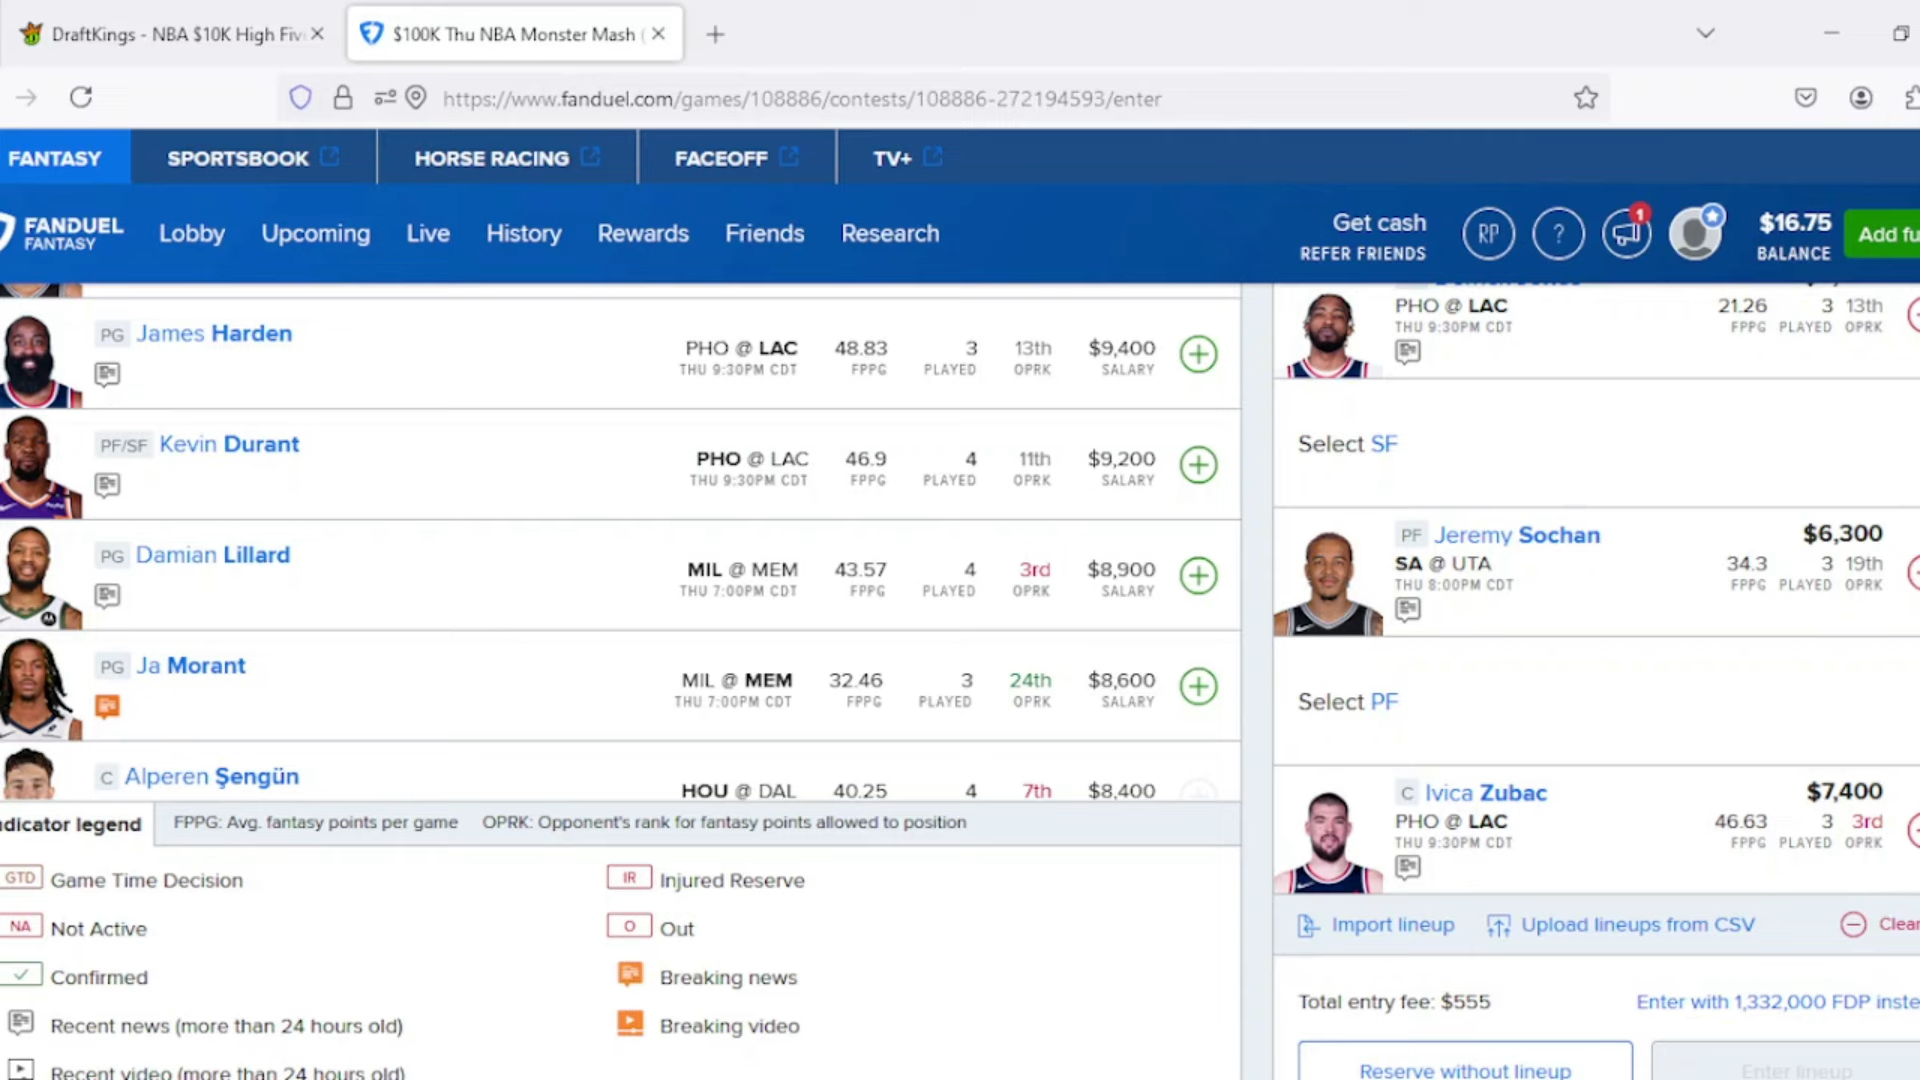 DraftKings - NBA $10K High Fiv
$100K Thu NBA Monster Mash (
https://www.fanduel.com/games/108886/contests/108886-272194593/enter
FANTASY SPORTSBOOK HORSE RACING FACEOFF TV+
FANDUEL
FANTASY
Lobby Upcoming Live History Rewards Friends Research
Get cash
REFER FRIENDS
RP ? 1
$16.75
BALANCE
Add fu
PG James Harden
PHO @ LAC 48.83 3 13th $9,400
THU 9:30PM CDT FPPG PLAYED OPRK SALARY
PF/SF Kevin Durant
PHO @ LAC 46.9 4 11th $9,200
THU 9:30PM CDT FPPG PLAYED OPRK SALARY
PG Damian Lillard
MIL @ MEM 43.57 4 3rd $8,900
THU 7:00PM CDT FPPG PLAYED OPRK SALARY
PG Ja Morant
MIL @ MEM 32.46 3 24th $8,600
THU 7:00PM CDT FPPG PLAYED OPRK SALARY
C Alperen Şengün
HOU @ DAL 40.25 4 7th $8,400
dicator legend FPPG: Avg. fantasy points per game OPRK: Opponent's rank for fantasy points allowed to position
GTD Game Time Decision
IR Injured Reserve
NA Not Active
O Out
Confirmed
Breaking news
Recent news (more than 24 hours old)
Breaking video
Recent video (more than 24 hours old)
PHO @ LAC 21.26 3 13th
THU 9:30PM CDT FPPG PLAYED OPRK
Select SF
PF Jeremy Sochan $6,300
SA @ UTA 34.3 3 19th
THU 8:00PM CDT FPPG PLAYED OPRK
Select PF
C Ivica Zubac $7,400
PHO @ LAC 46.63 3 3rd
THU 9:30PM CDT FPPG PLAYED OPRK
Import lineup Upload lineups from CSV Clear
Total entry fee: $555 Enter with 1,332,000 FDP inste
Reserve without lineup Enter lineup